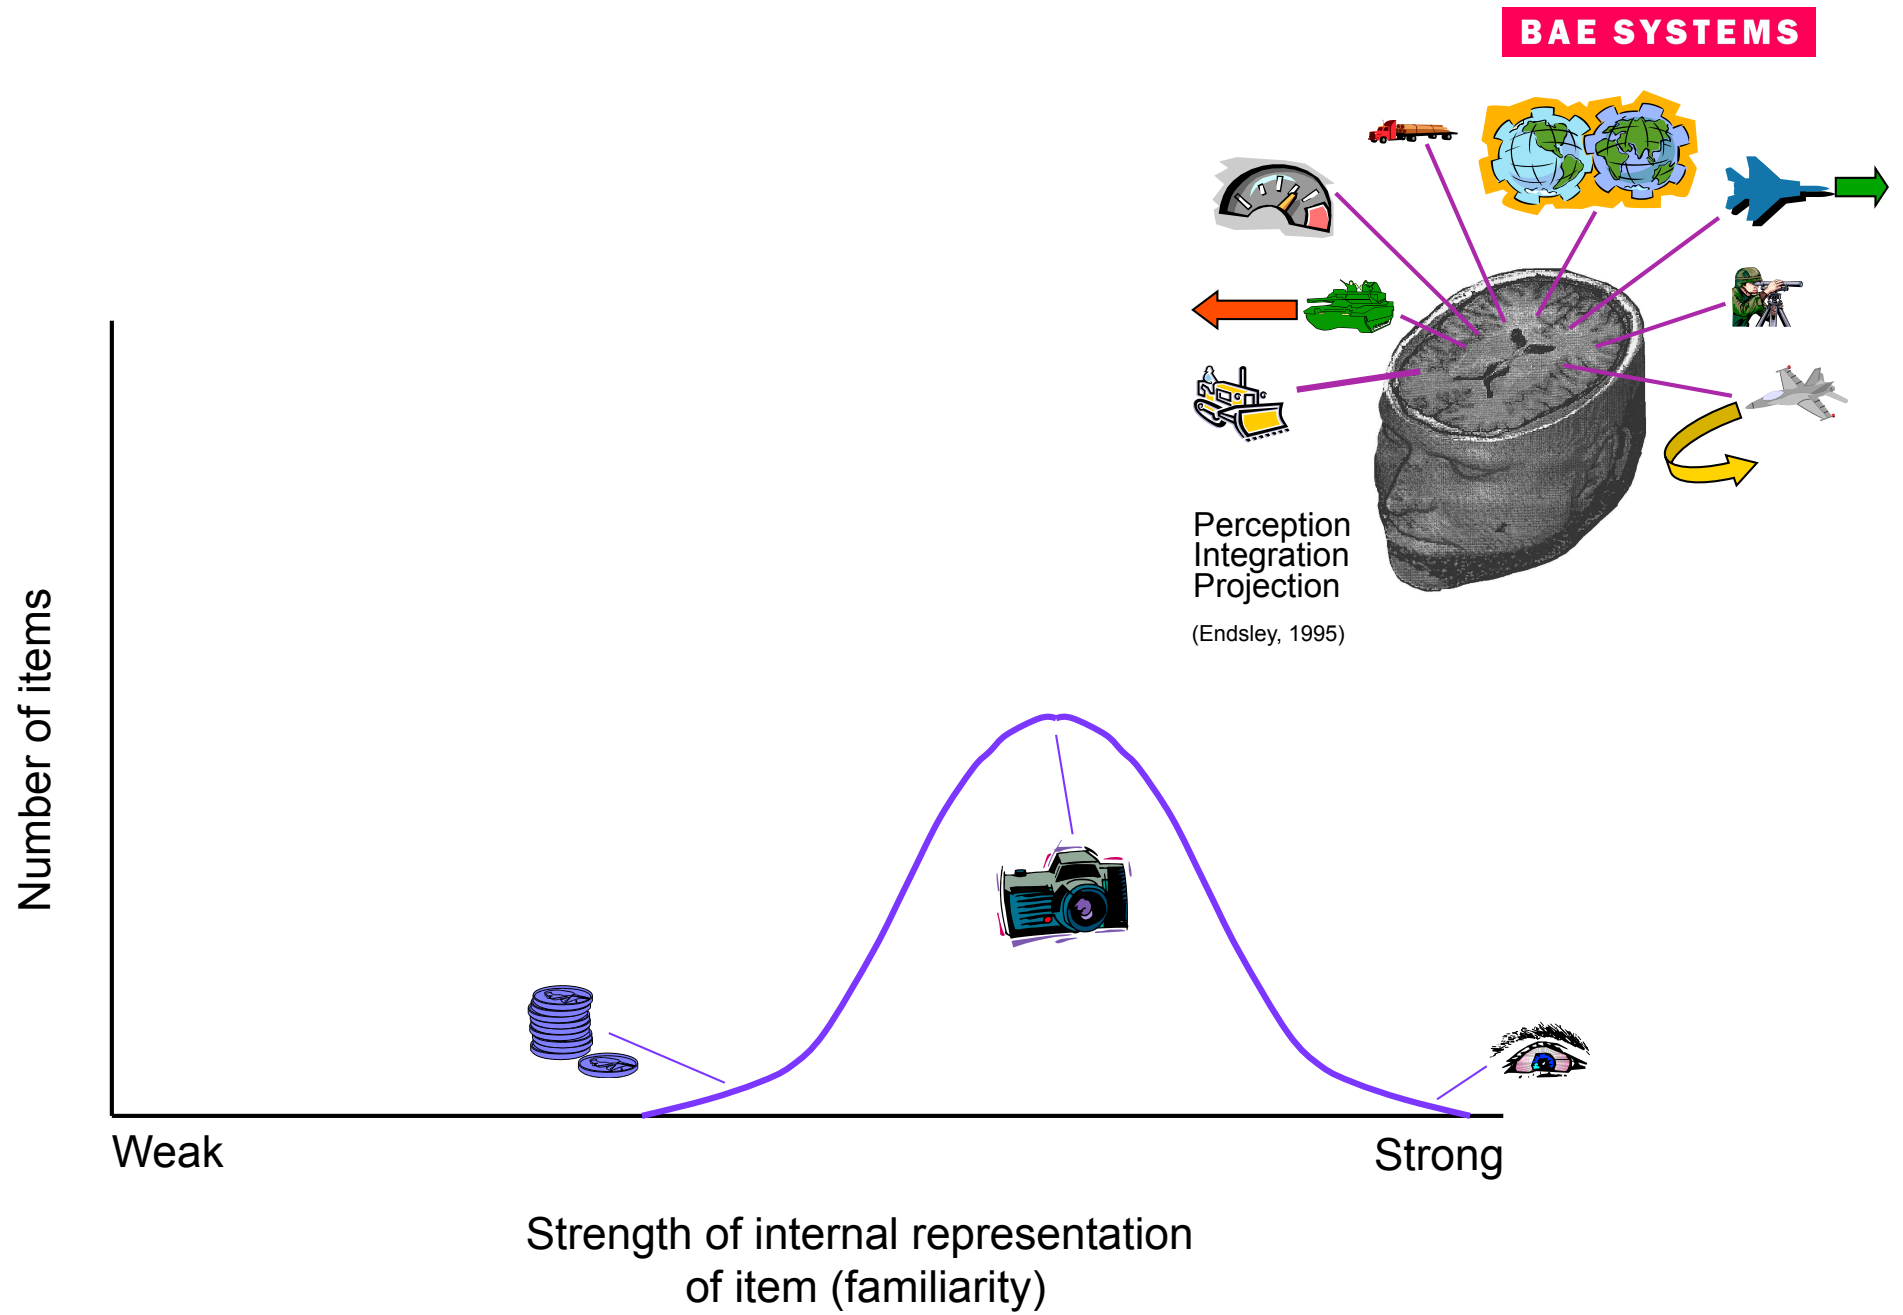 BAE SYSTEMS
Perception
Integration
Projection
(Endsley, 1995)
Number of items
Weak
Strong
Strength of internal representation
of item (familiarity)